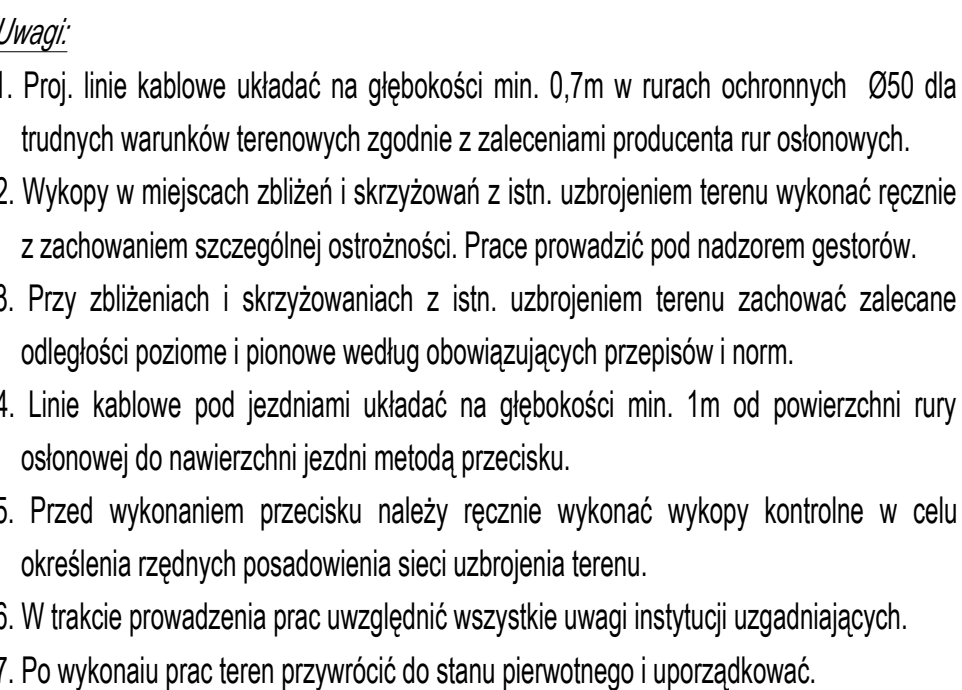 Uwagi:
1. Proj. linie kablowe układać na głębokości min. 0,7m w rurach ochronnych Ø50 dla
trudnych warunków terenowych zgodnie z zaleceniami producenta rur osłonowych.
2. Wykopy w miejscach zbliżeń i skrzyżowań z istn. uzbrojeniem terenu wykonać ręcznie
z zachowaniem szczególnej ostrożności. Prace prowadzić pod nadzorem gestorów.
3. Przy zbliżeniach i skrzyżowaniach z istn. uzbrojeniem terenu zachować zalecane
odległości poziome i pionowe według obowiązujących przepisów i norm.
4. Linie kablowe pod jezdniami układać na głębokości min. 1m od powierzchni rury
osłonowej do nawierzchni jezdni metodą przecisku.
5. Przed wykonaniem przecisku należy ręcznie wykonać wykopy kontrolne w celu
określenia rzędnych posadowienia sieci uzbrojenia terenu.
6. W trakcie prowadzenia prac uwzględnić wszystkie uwagi instytucji uzgadniających.
7. Po wykonaiu prac teren przywrócić do stanu pierwotnego i uporządkować.